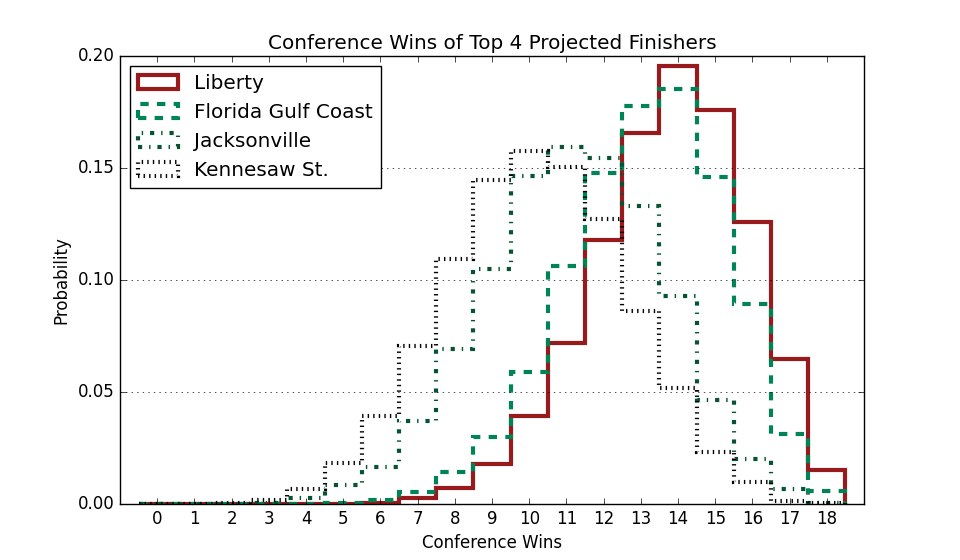 Conference Wins of Top 4 Projected Finishers
0.20
0.15
0.10
0.05
0.00
Probability
Liberty
Florida Gulf Coast
Jacksonville
Kennesaw St.
0 1 2 3 4 5 6 7 8 9 10 11 12 13 14 15 16 17 18
Conference Wins